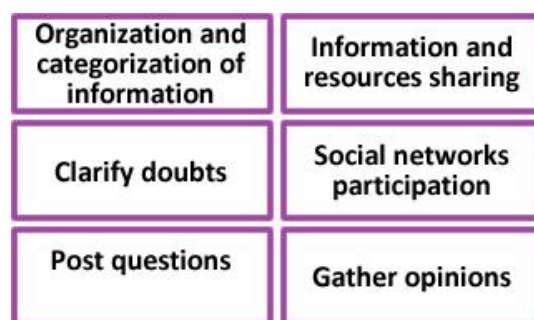 Organization and
categorization of
information
Information and
resources sharing
Clarify doubts
Social networks
participation
Post questions
Gather opinions